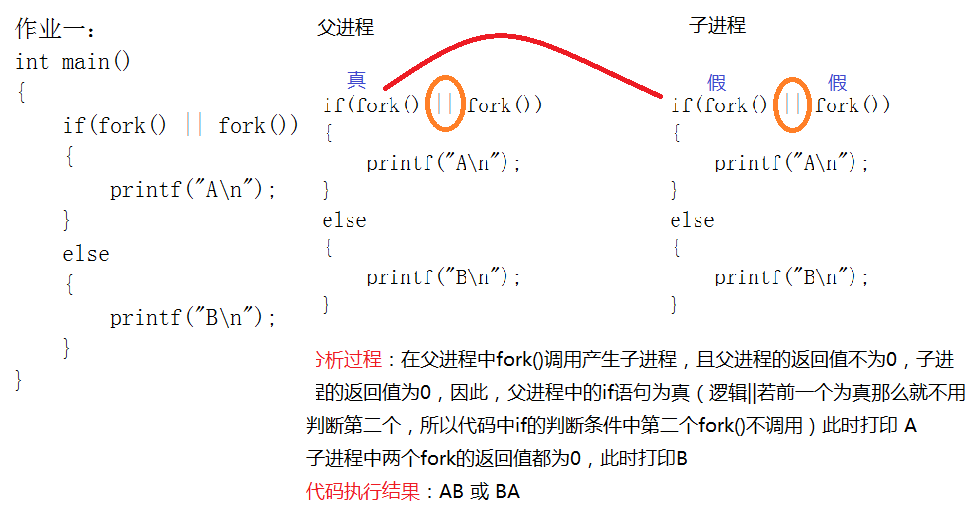 作业一：
int main()
{
if(fork() || fork())
{
printf("A\n");
}
else
{
printf("B\n");
}
}
父进程
真
if(fork() || fork())
{
printf("A\n");
}
else
{
printf("B\n");
}
子进程
假 假
if(fork() || fork())
{
printf("A\n");
}
else
{
printf("B\n");
}
分析过程：在父进程中fork()调用产生子进程，且父进程的返回值不为0，子进
程的返回值为0，因此，父进程中的if语句为真（逻辑||若前一个为真那么就不用
判断第二个，所以代码中if的判断条件中第二个fork()不调用）此时打印 A
子进程中两个fork的返回值都为0，此时打印B
代码执行结果：AB 或 BA